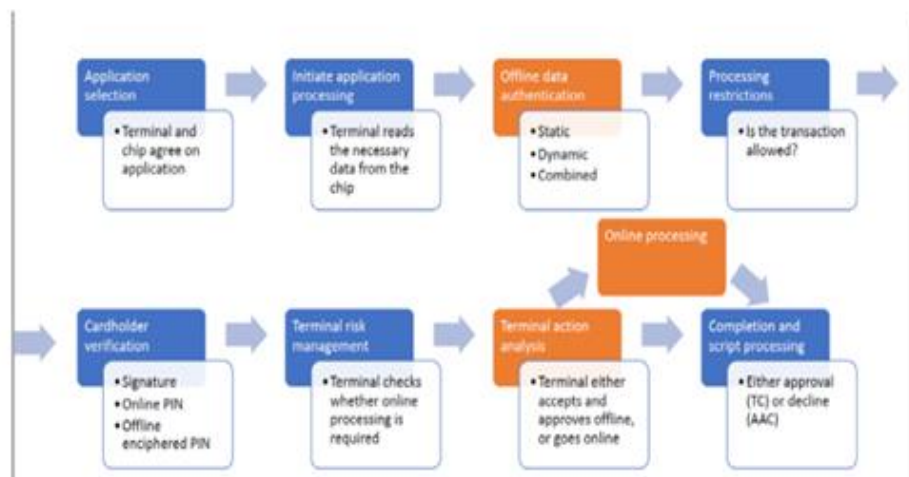 Application
selection
• Terminal and
chip agree on
application
Initiate application
processing
• Terminal reads
the necessary
data from the
chip
Offline data
authentication
• Static
• Dynamic
• Combined
Processing
restrictions
• Is the transaction
allowed?
Online processing
Cardholder
verification
• Signature
• Online PIN
• Offline
enciphered PIN
Terminal risk
management
• Terminal checks
whether online
processing is
required
Terminal action
analysis
• Terminal either
accepts and
approves offline,
or goes online
Completion and
script processing
• Either approval
(TC) or decline
(AAC)